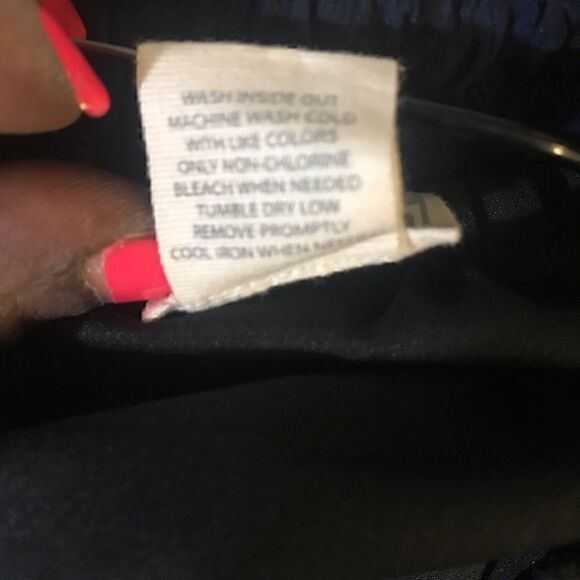 WASH INSIDE OUT
MACHINE WASH COLD
WITH LIKE COLORS
ONLY NON-CHLORINE
BLEACH WHEN NEEDED
TUMBLE DRY LOW
REMOVE PROMPTLY
COOL IRON WHEN